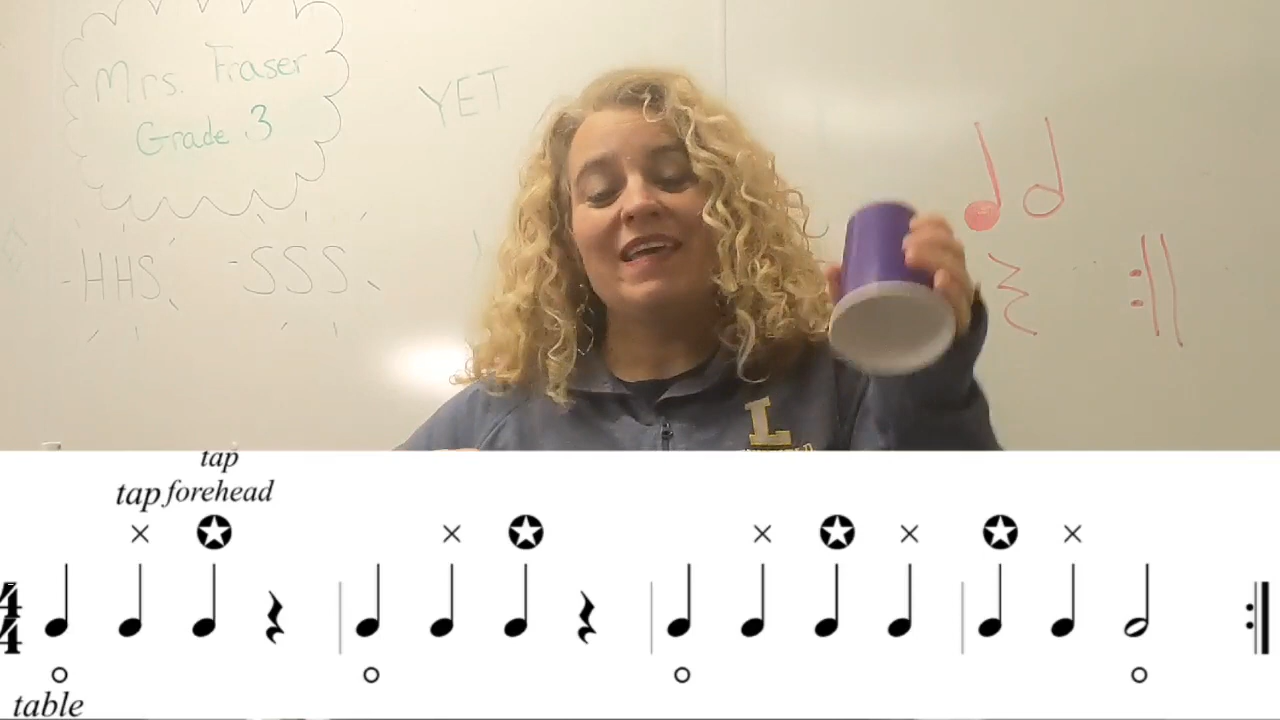 Mrs. Fraser
Grade 3
YET
HHS
SSS
L
tap
tap forehead
4
4
table